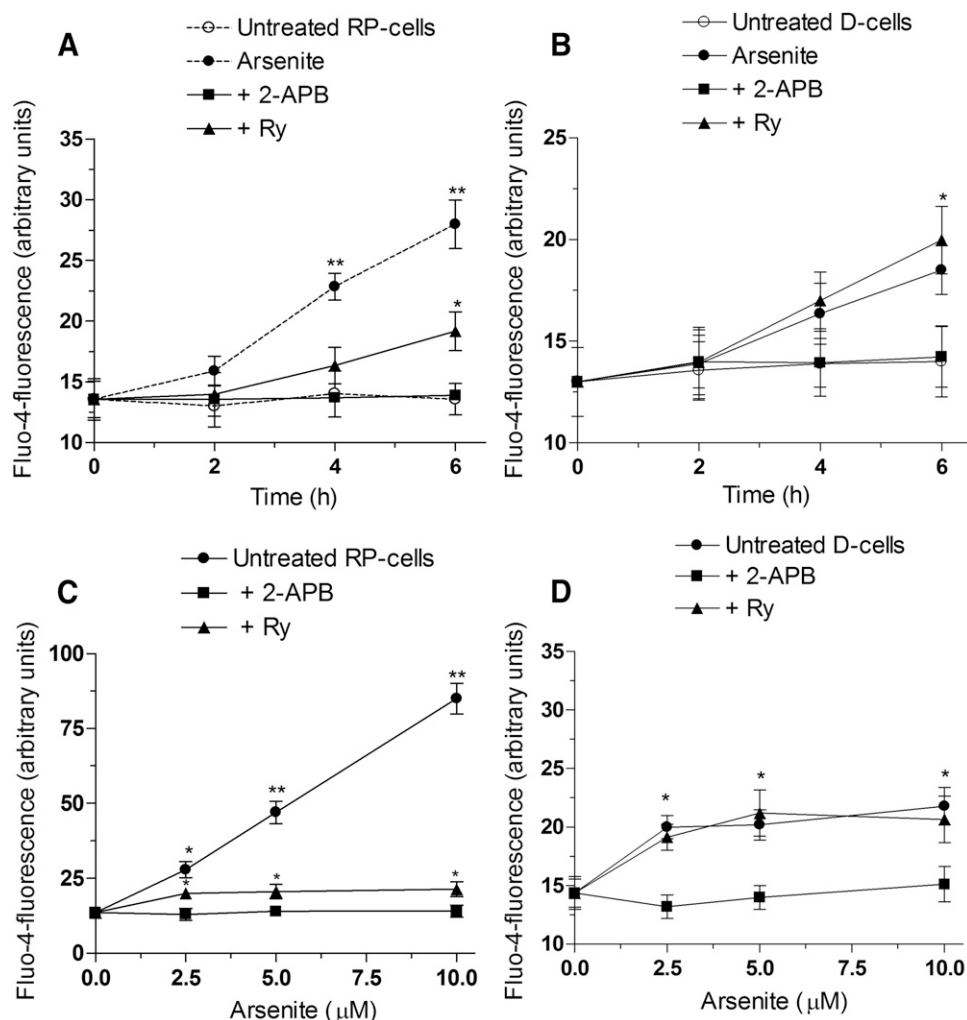 A
Untreated RP-cells
Arsenite
+ 2-APB
+ Ry
Fluo-4-fluorescence (arbitrary units)
35
30
25
20
15
10
**
**
*
0
2
4
6
Time (h)
B
Untreated D-cells
Arsenite
+ 2-APB
+ Ry
Fluo-4-fluorescence (arbitrary units)
25
20
15
10
*
0
2
4
6
Time (h)
C
Untreated RP-cells
+ 2-APB
+ Ry
Fluo-4-fluorescence (arbitrary units)
100
75
50
25
0
**
**
*
*
*
*
0.0
2.5
5.0
7.5
10.0
Arsenite (μM)
D
Untreated D-cells
+ 2-APB
+ Ry
Fluo-4-fluorescence (arbitrary units)
35
30
25
20
15
10
*
*
*
0.0
2.5
5.0
7.5
10.0
Arsenite (μM)